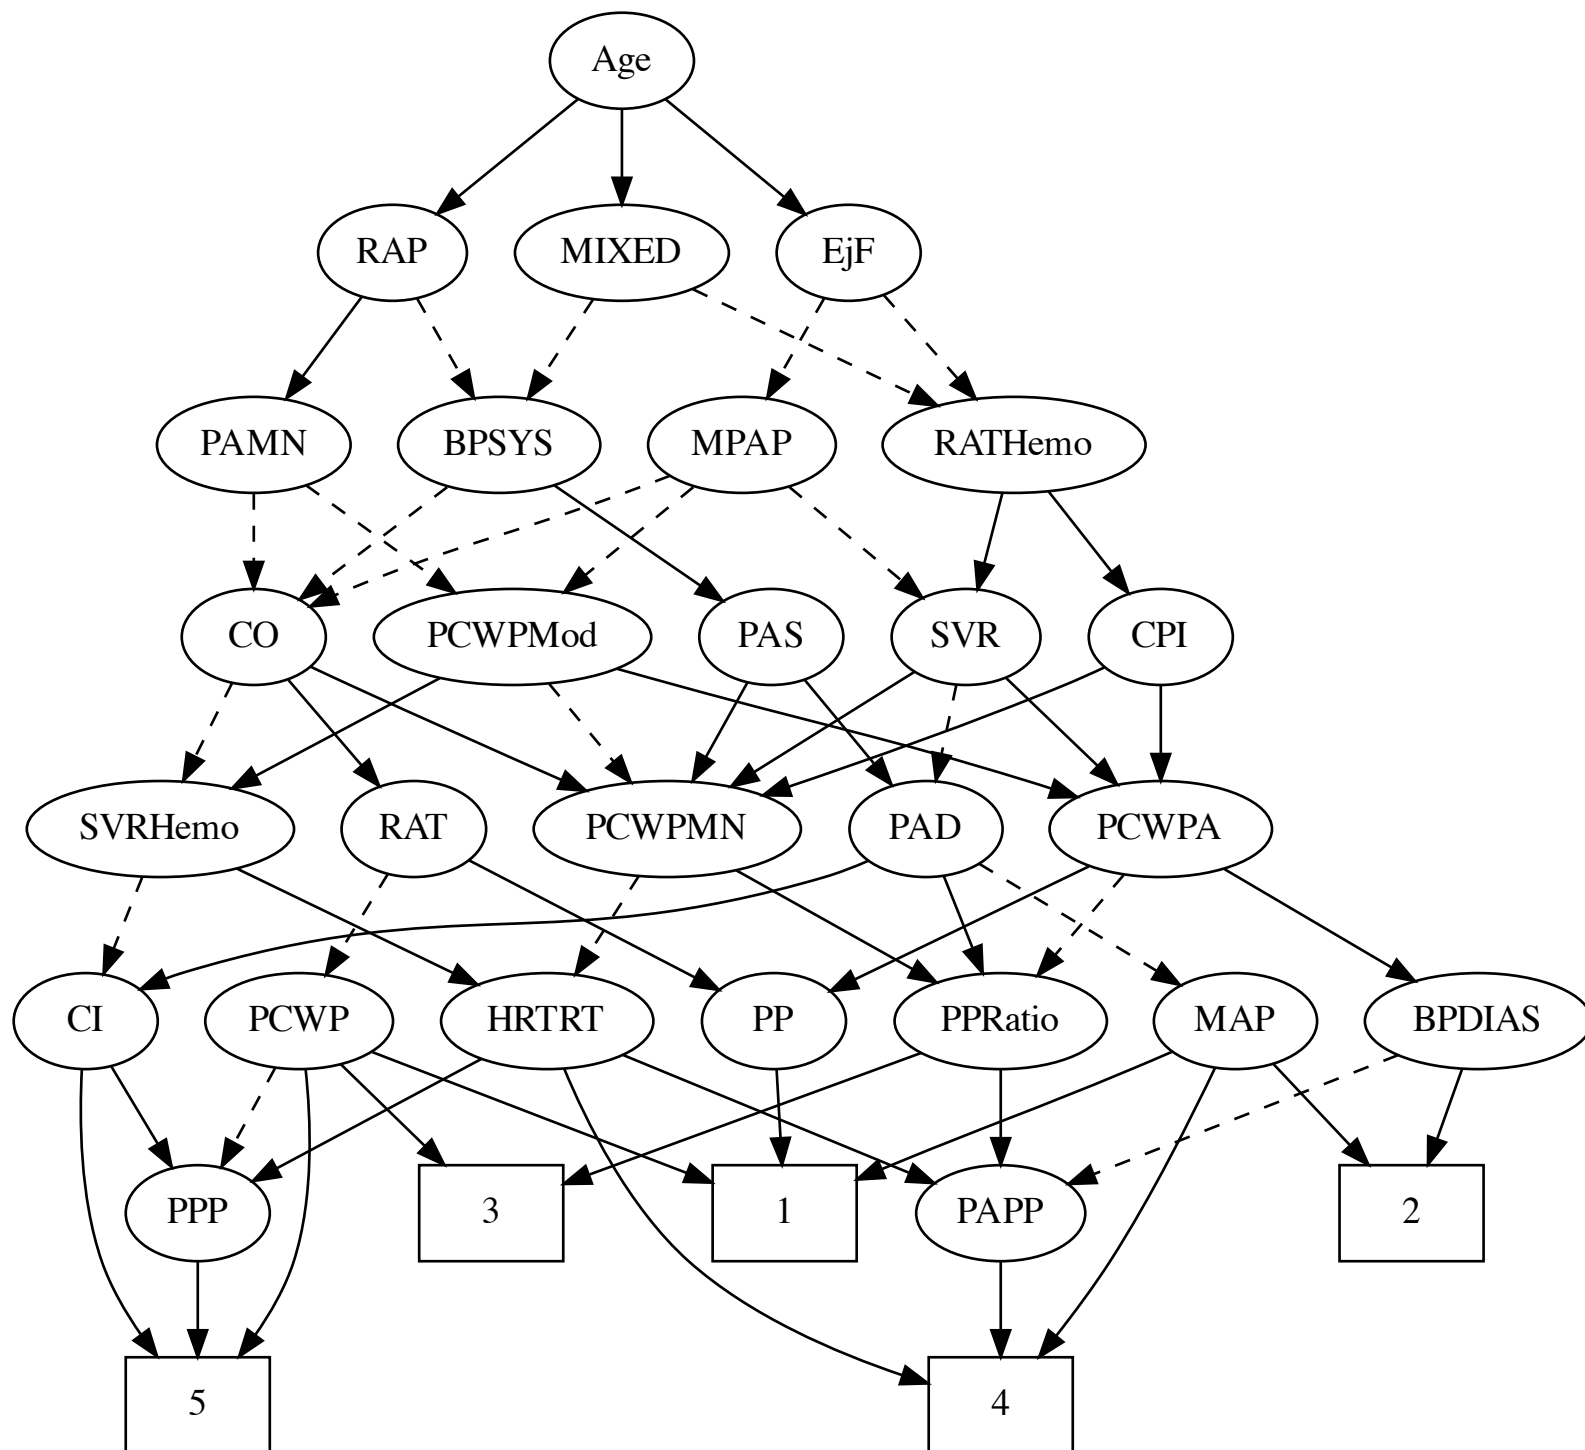 Age
RAP
MIXED
EjF
PAMN
BPSYS
MPAP
RATHemo
CO
PCWPMod
PAS
SVR
CPI
SVRHemo
RAT
PCWPMN
PAD
PCWPA
CI
PCWP
HRTRT
PP
PPRatio
MAP
BPDIAS
PPP
3
1
PAPP
2
5
4